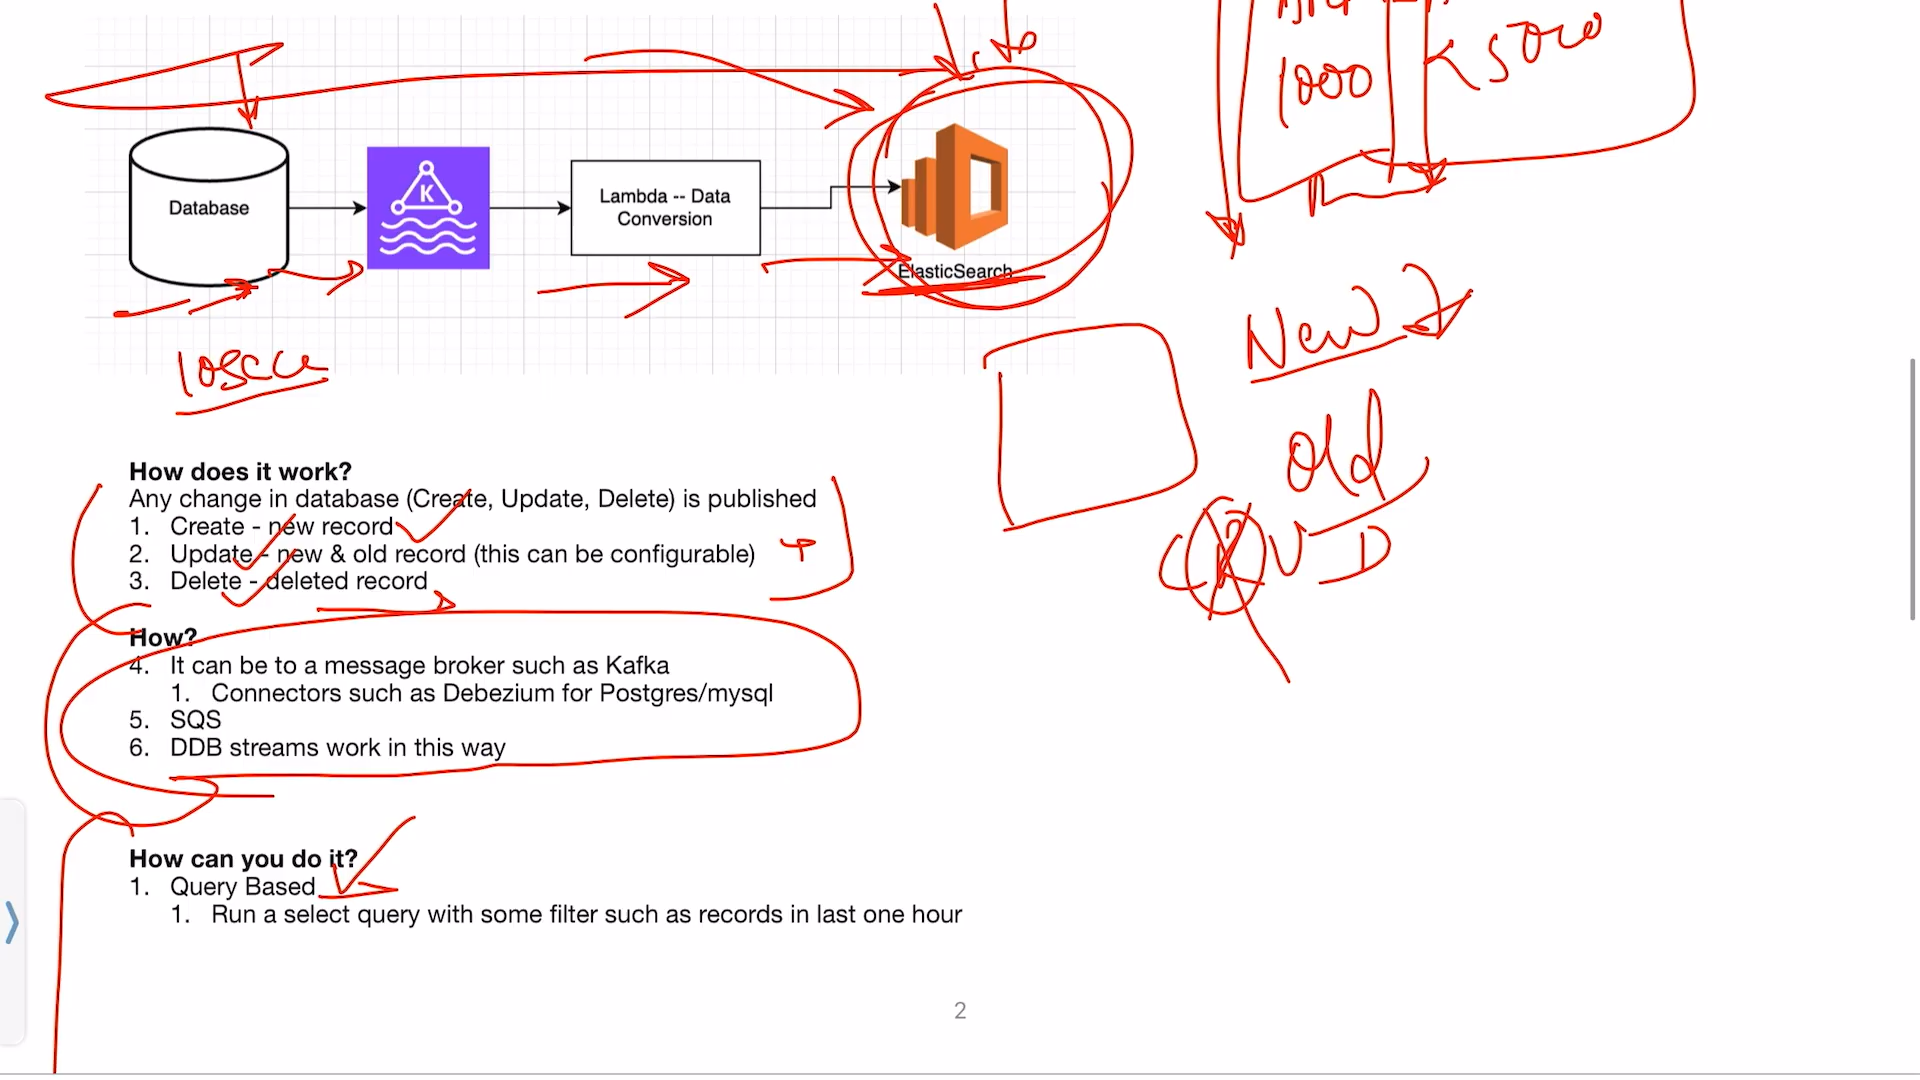 1000
K 5000
Database
K
Lambda -- Data
Conversion
ElasticSearch
New
old
How does it work?
Any change in database (Create, Update, Delete) is published
1. Create - new record
2. Update - new & old record (this can be configurable)
3. Delete - deleted record
C R U D
How?
4. It can be to a message broker such as Kafka
1. Connectors such as Debezium for Postgres/mysql
5. SQS
6. DDB streams work in this way
How can you do it?
1. Query Based
1. Run a select query with some filter such as records in last one hour
2